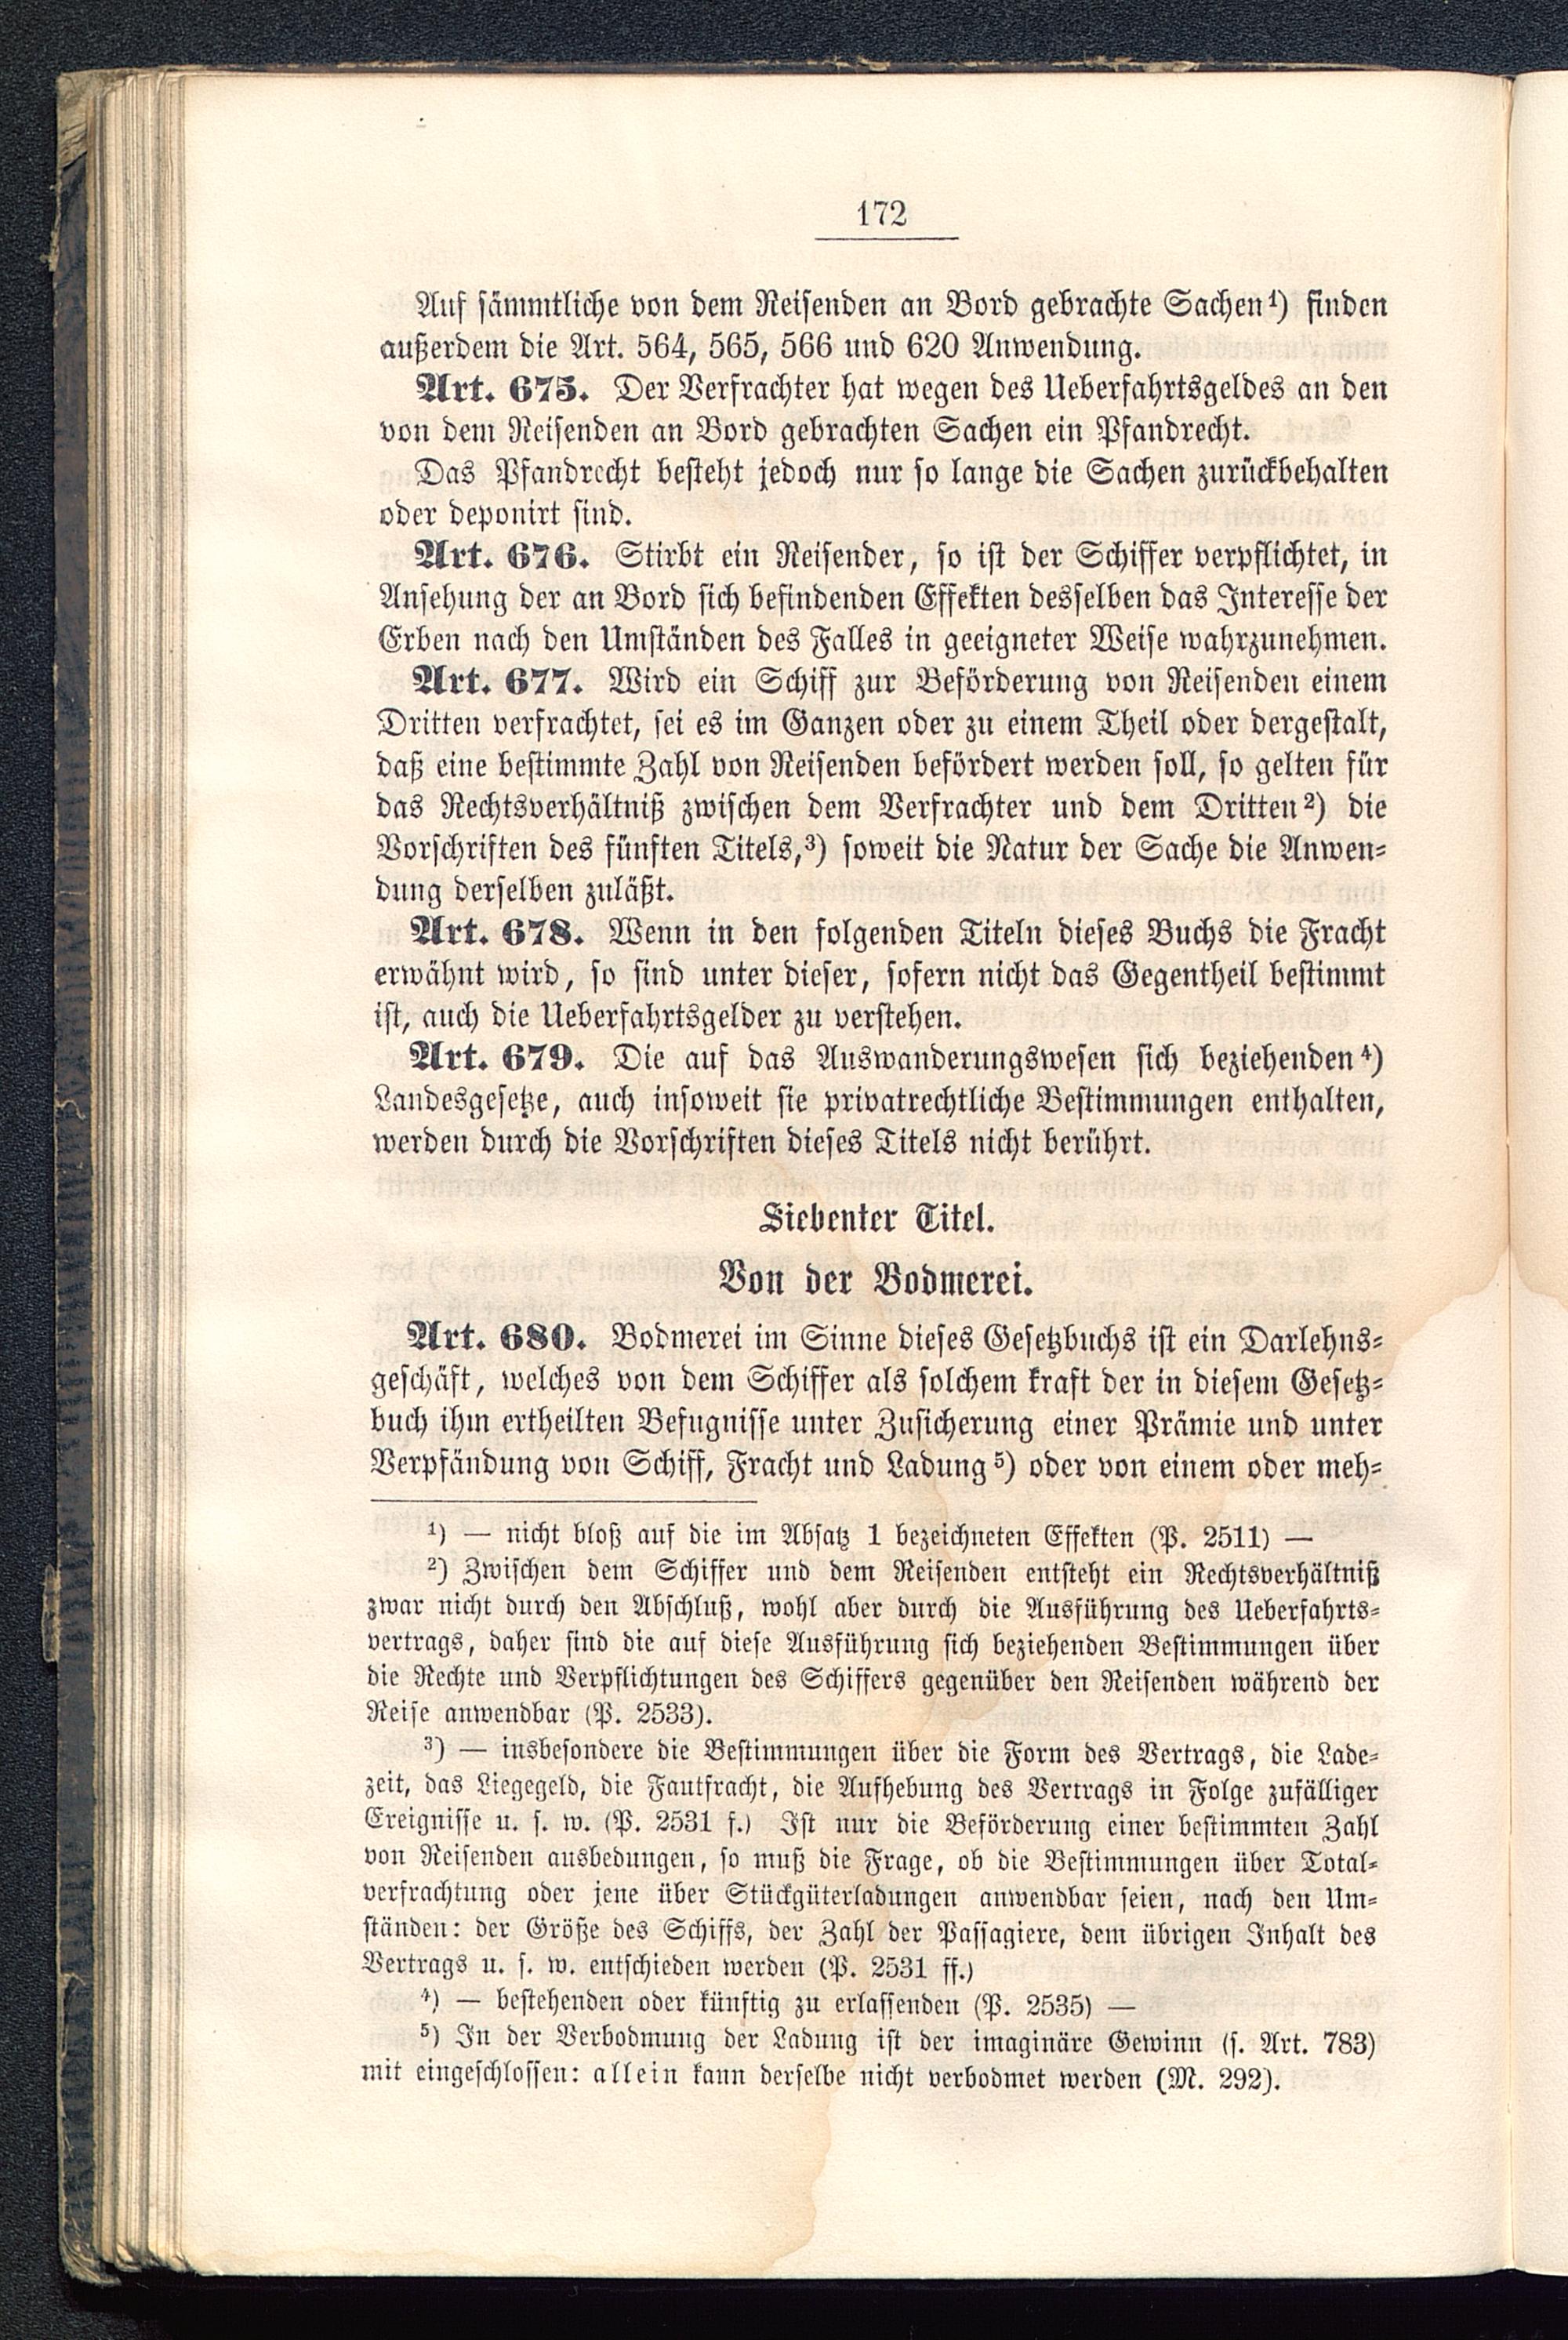 172
Auf sämmtliche von dem Reisenden an Bord gebrachte Sachen¹) finden
außerdem die Art. 564, 565, 566 und 620 Anwendung.
Art. 675. Der Verfrachter hat wegen des Ueberfahrtsgeldes an den
von dem Reisenden an Bord gebrachten Sachen ein Pfandrecht.
Das Pfandrecht besteht jedoch nur so lange die Sachen zurückbehalten
oder deponirt sind.
Art. 676. Stirbt ein Reisender, so ist der Schiffer verpflichtet, in
Ansehung der an Bord sich befindenden Effekten desselben das Interesse der
Erben nach den Umständen des Falles in geeigneter Weise wahrzunehmen.
Art. 677. Wird ein Schiff zur Beförderung von Reisenden einem
Dritten verfrachtet, sei es im Ganzen oder zu einem Theil oder dergestalt,
daß eine bestimmte Zahl von Reisenden befördert werden soll, so gelten für
das Rechtsverhältniß zwischen dem Verfrachter und dem Dritten²) die
Vorschriften des fünften Titels,³) soweit die Natur der Sache die Anwen-
dung derselben zuläßt.
Art. 678. Wenn in den folgenden Titeln dieses Buchs die Fracht
erwähnt wird, so sind unter dieser, sofern nicht das Gegentheil bestimmt
ist, auch die Ueberfahrtsgelder zu verstehen.
Art. 679. Die auf das Auswanderungswesen sich beziehenden⁴)
Landesgesetze, auch insoweit sie privatrechtliche Bestimmungen enthalten,
werden durch die Vorschriften dieses Titels nicht berührt.
Siebenter Titel.
Von der Bodmerei.
Art. 680. Bodmerei im Sinne dieses Gesetzbuchs ist ein Darlehns-
geschäft, welches von dem Schiffer als solchem kraft der in diesem Gesetz-
buch ihm ertheilten Befugnisse unter Zusicherung einer Prämie und unter
Verpfändung von Schiff, Fracht und Ladung⁵) oder von einem oder meh-
¹) — nicht bloß auf die im Absatz 1 bezeichneten Effekten (P. 2511) —
²) Zwischen dem Schiffer und dem Reisenden entsteht ein Rechtsverhältniß
zwar nicht durch den Abschluß, wohl aber durch die Ausführung des Ueberfahrts-
vertrags, daher sind die auf diese Ausführung sich beziehenden Bestimmungen über
die Rechte und Verpflichtungen des Schiffers gegenüber den Reisenden während der
Reise anwendbar (P. 2533).
³) — insbesondere die Bestimmungen über die Form des Vertrags, die Lade-
zeit, das Liegegeld, die Fautfracht, die Aufhebung des Vertrags in Folge zufälliger
Ereignisse u. s. w. (P. 2531 f.) Ist nur die Beförderung einer bestimmten Zahl
von Reisenden ausbedungen, so muß die Frage, ob die Bestimmungen über Total-
verfrachtung oder jene über Stückgüterladungen anwendbar seien, nach den Um-
ständen: der Größe des Schiffs, der Zahl der Passagiere, dem übrigen Inhalt des
Vertrags u. s. w. entschieden werden (P. 2531 ff.)
⁴) — bestehenden oder künftig zu erlassenden (P. 2535) —
⁵) In der Verbodmung der Ladung ist der imaginäre Gewinn (s. Art. 783)
mit eingeschlossen: allein kann derselbe nicht verbodmet werden (M. 292).